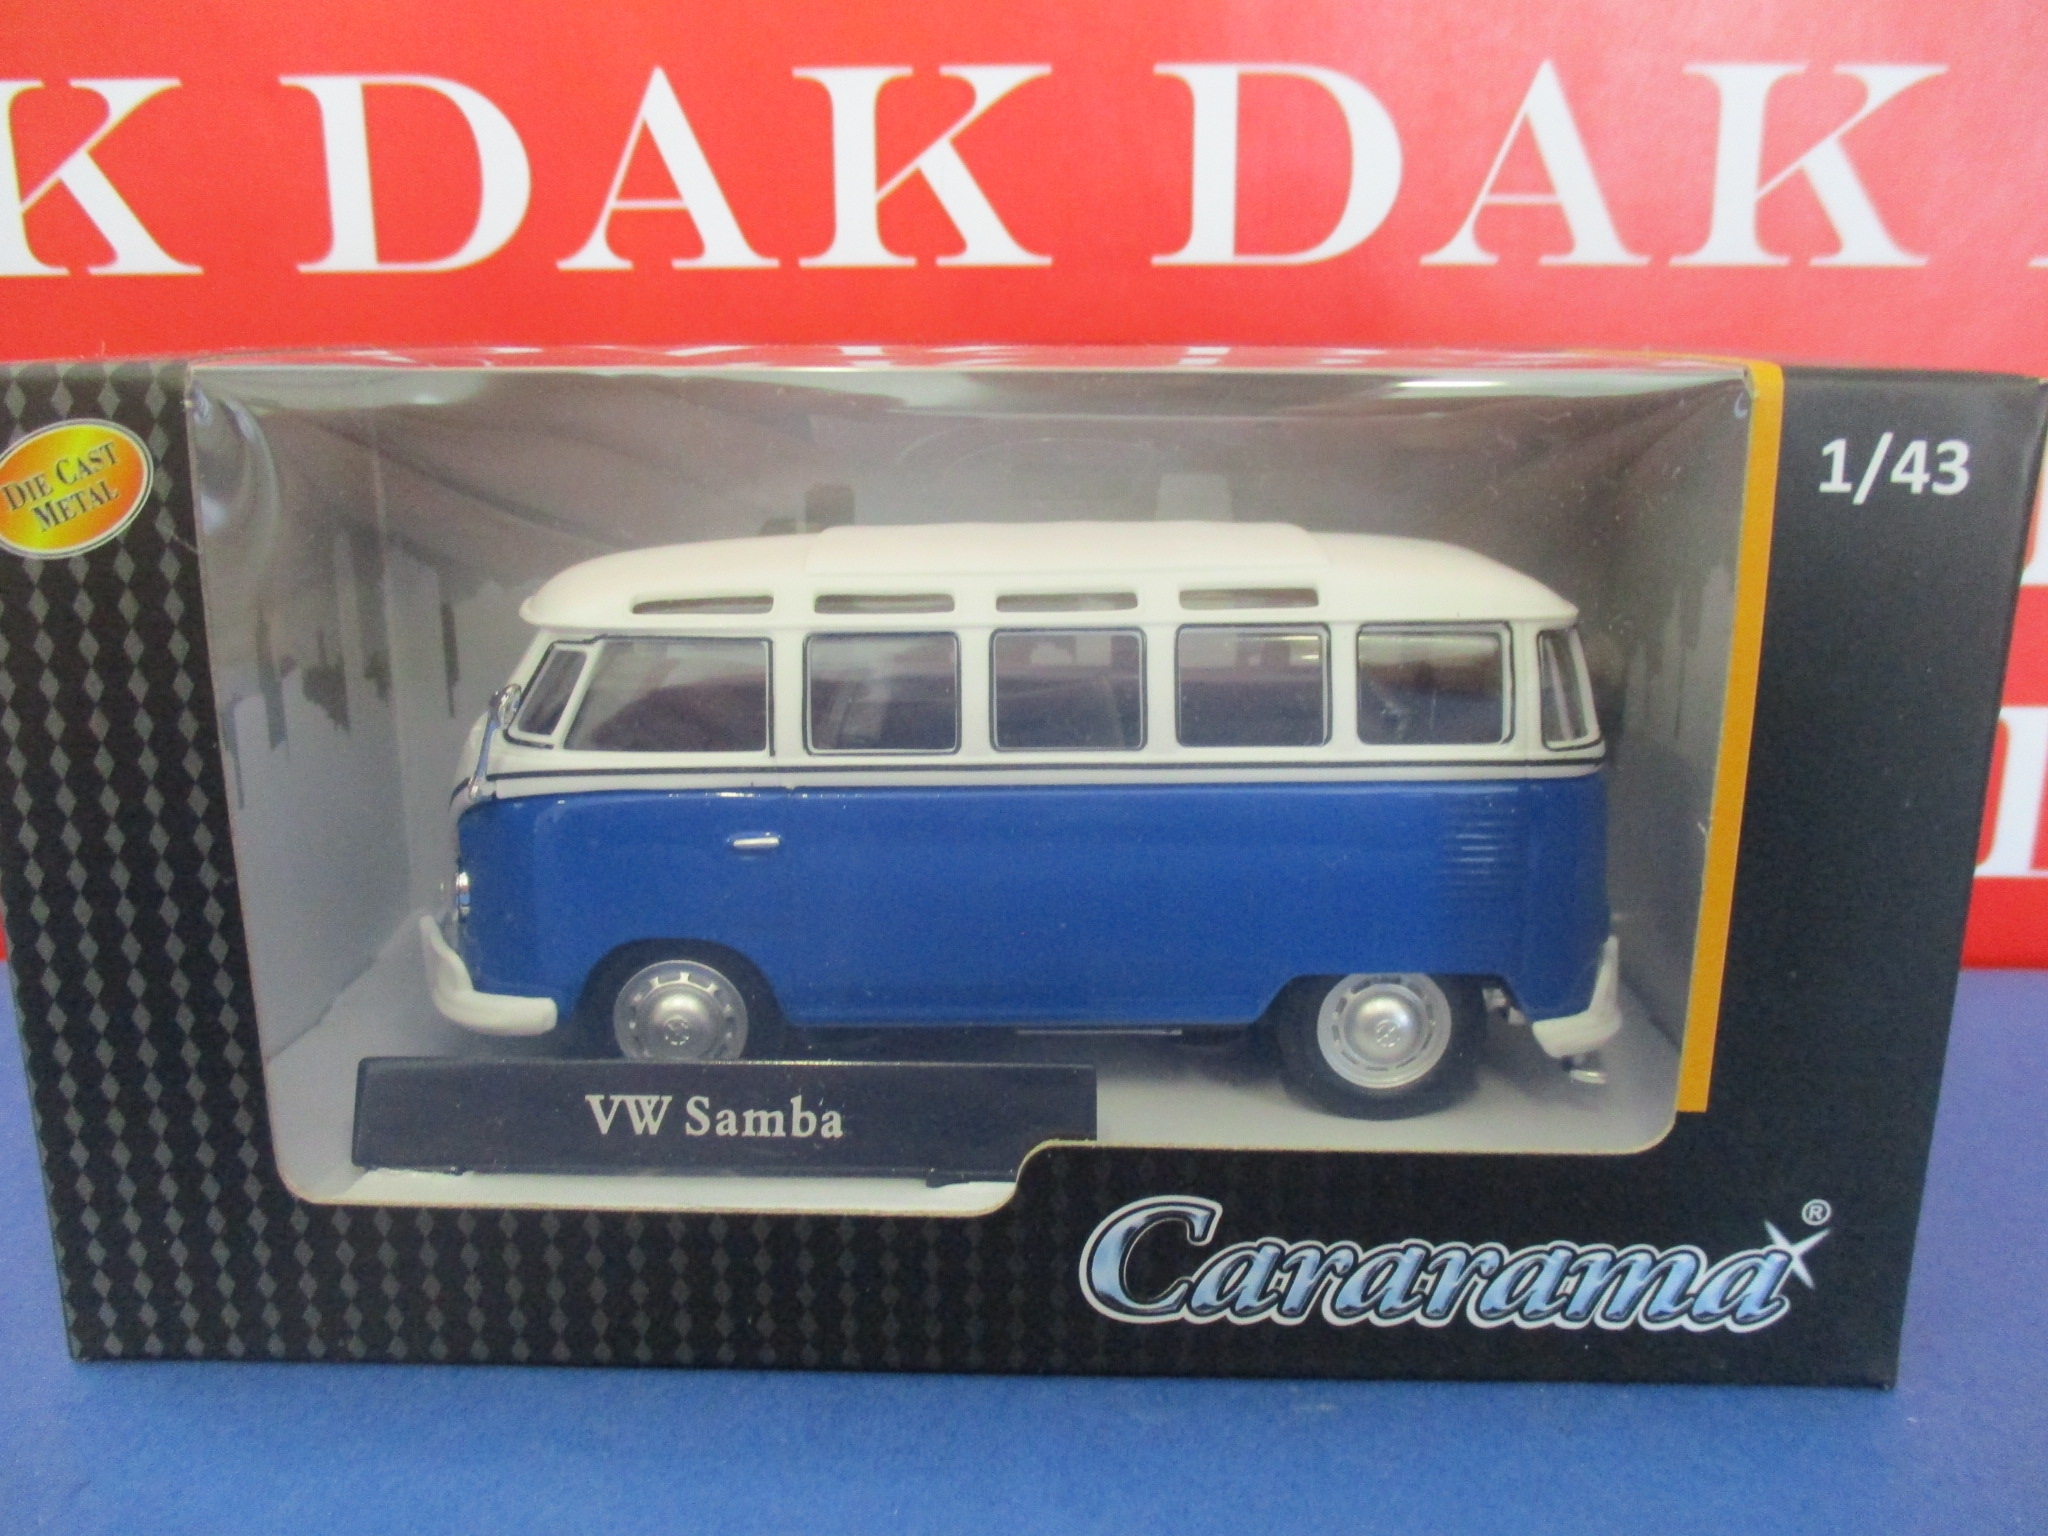 K DAK DAK
DIE CAST
METAL
1/43
VW Samba
Cararama®